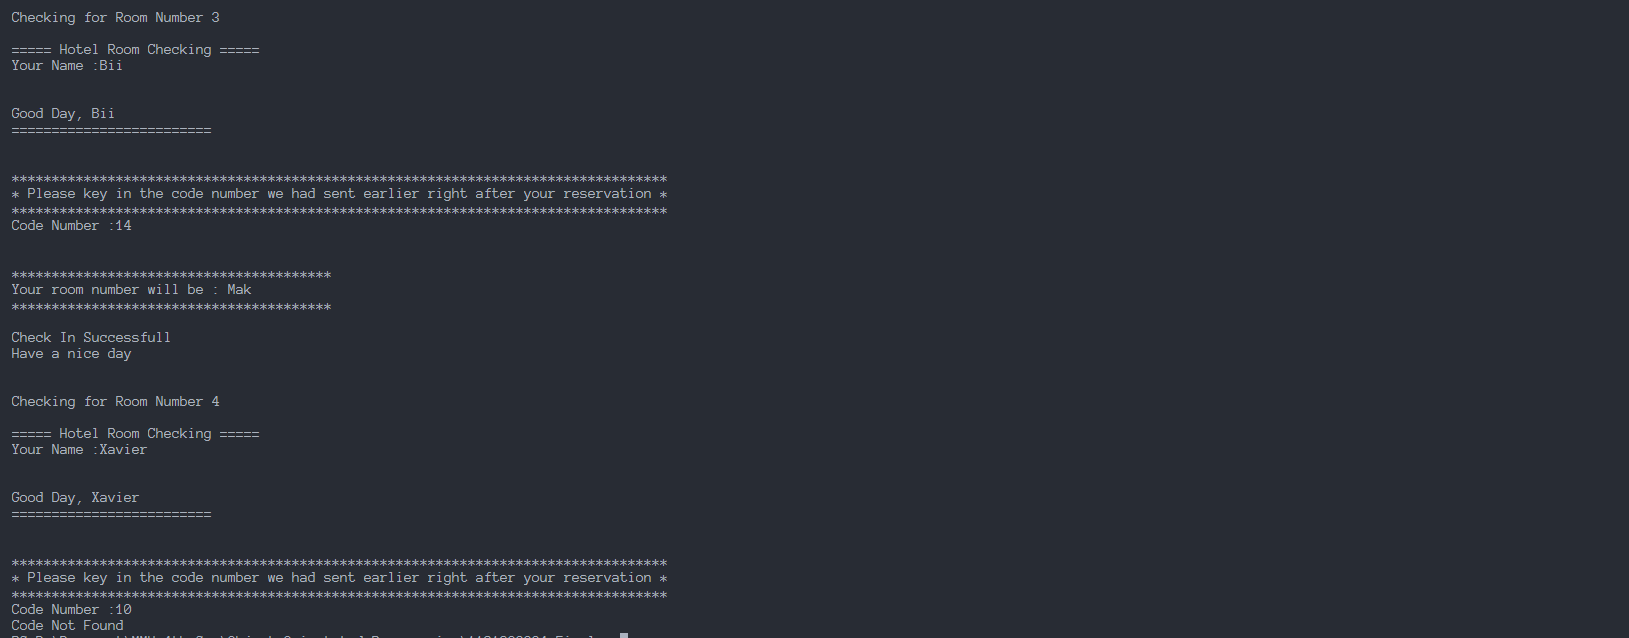 Checking for Room Number 3
===== Hotel Room Checking =====
Your Name :Bii
Good Day, Bii
=========================
**********************************************************************************
* Please key in the code number we had sent earlier right after your reservation *
**********************************************************************************
Code Number :14
****************************************
Your room number will be : Mak
****************************************
Check In Successfull
Have a nice day
Checking for Room Number 4
===== Hotel Room Checking =====
Your Name :Xavier
Good Day, Xavier
=========================
**********************************************************************************
* Please key in the code number we had sent earlier right after your reservation *
**********************************************************************************
Code Number :10
Code Not Found